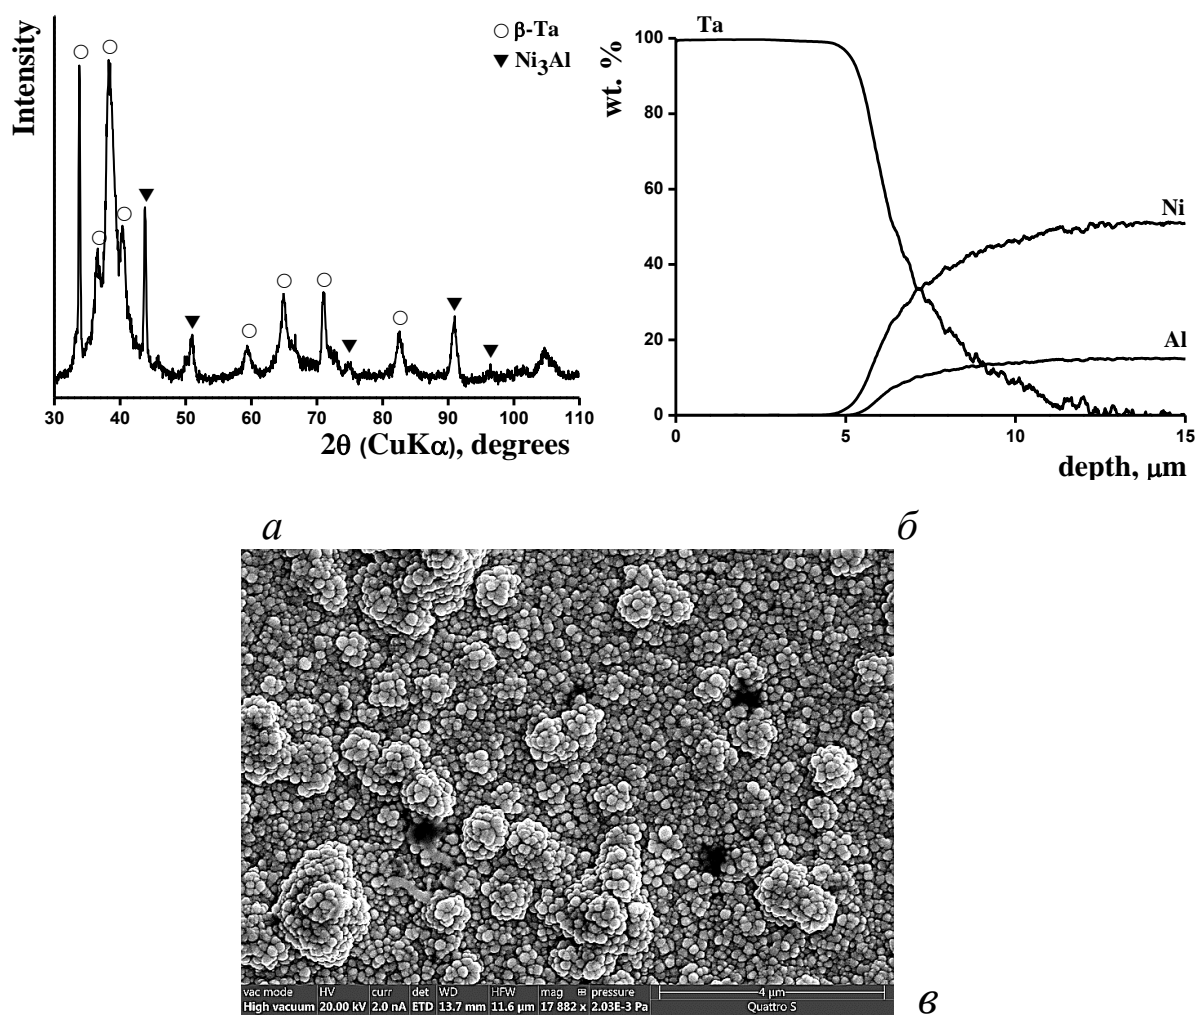 Intensity
β-Ta
Ni3Al
30 40 50 60 70 80 90 100 110
2θ (CuKα), degrees
wt. %
Ta
100
80
60
40
20
0
Ni
Al
0 5 10 15
depth, μm
а
б
vac mode HV curr det WD HFW mag ⊞ pressure 4 μm
High vacuum 20.00 kV 2.0 nA ETD 13.7 mm 11.6 μm 17 882 x 2.03E-3 Pa Quattro S
в